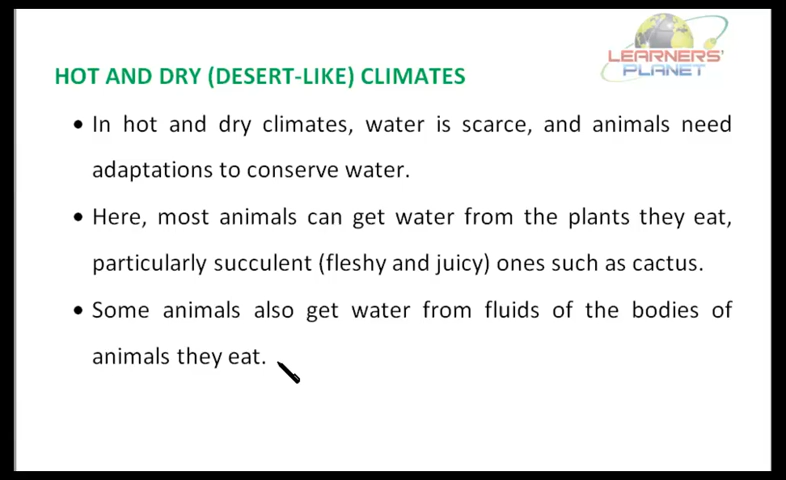 LEARNERS'
PLANET
HOT AND DRY (DESERT-LIKE) CLIMATES
• In hot and dry climates, water is scarce, and animals need
adaptations to conserve water.
• Here, most animals can get water from the plants they eat,
particularly succulent (fleshy and juicy) ones such as cactus.
• Some animals also get water from fluids of the bodies of
animals they eat.